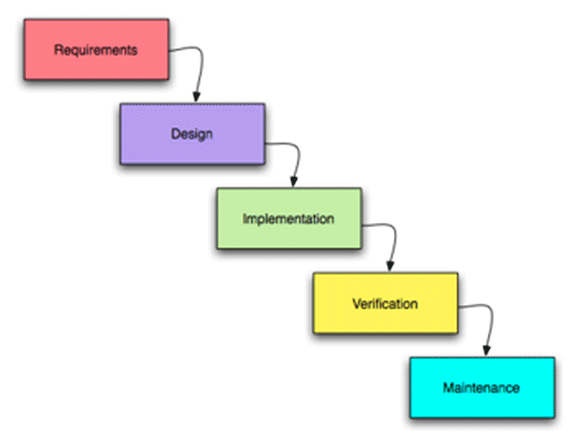 Requirements
Design
Implementation
Verification
Maintenance